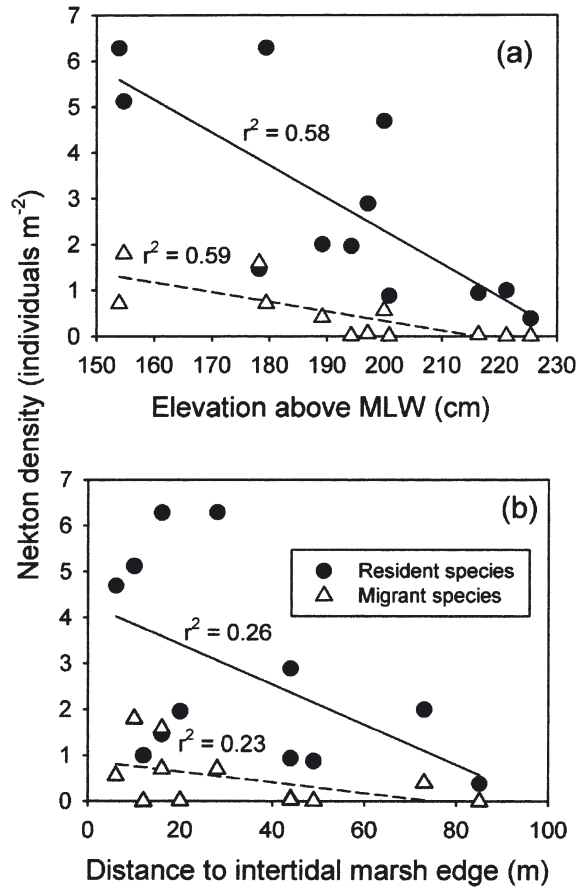 Nekton density (individuals m⁻²)
7
6
5
4
3
2
1
0
(a)
r² = 0.58
r² = 0.59
150 160 170 180 190 200 210 220 230
Elevation above MLW (cm)
7
6
5
4
3
2
1
0
(b)
Resident species
Migrant species
r² = 0.26
r² = 0.23
0 20 40 60 80 100
Distance to intertidal marsh edge (m)